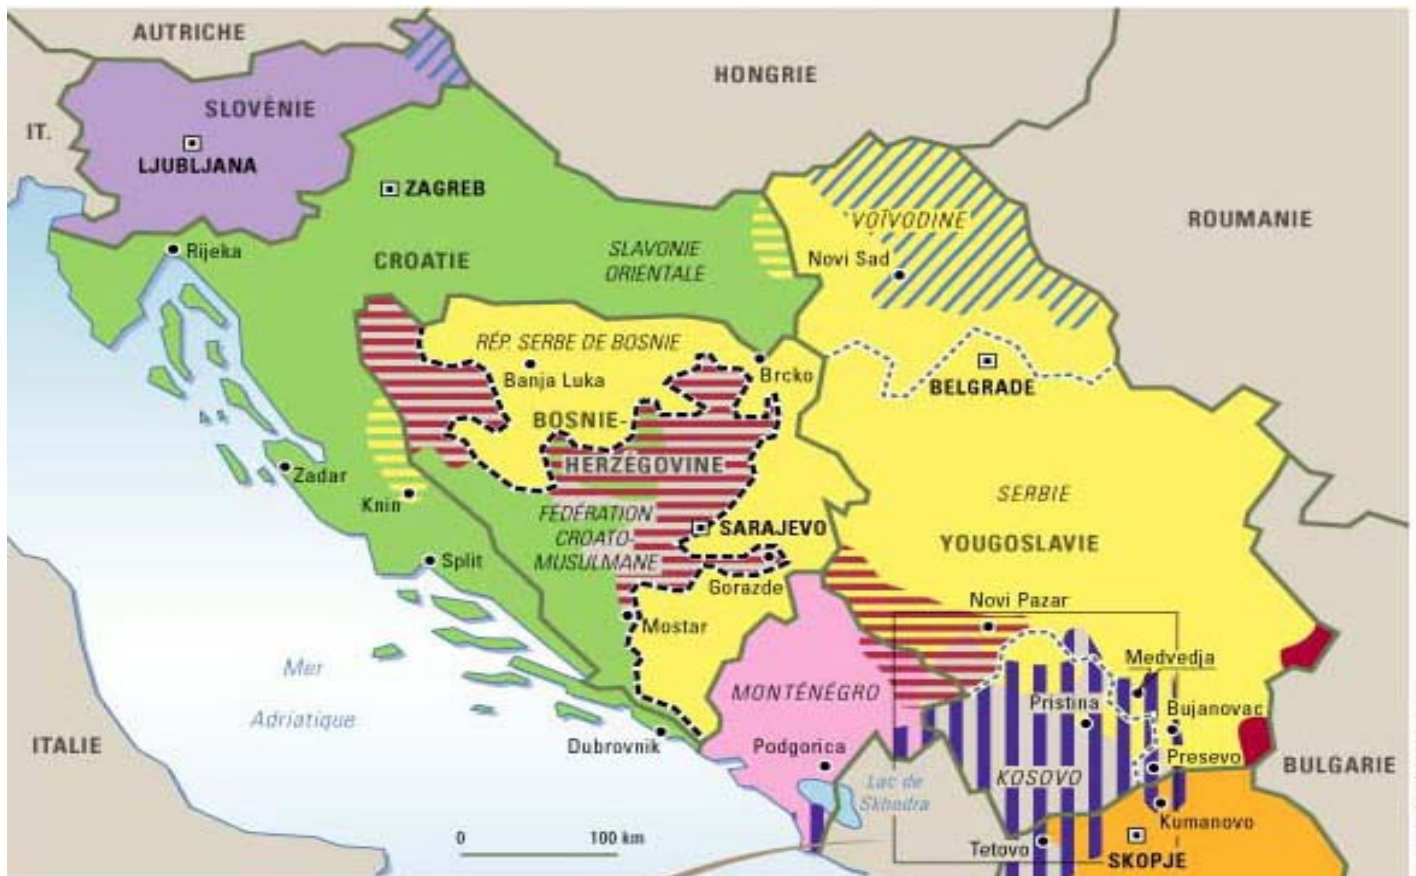 AUTRICHE
HONGRIE
SLOVÉNIE
IT.
LJUBLJANA
ZAGREB
ROUMANIE
VOÏVODINE
Rijeka
CROATIE
SLAVONIE
ORIENTALE
Novi Sad
RÉP. SERBE DE BOSNIE
Banja Luka
Brcko
BELGRADE
BOSNIE-
HERZÉGOVINE
Zadar
Knin
SERBIE
FÉDÉRATION
CROATO-
MUSULMANE
SARAJEVO
YOUGOSLAVIE
Split
Gorazde
Novi Pazar
Mostar
Medvedja
Mer
Adriatique
MONTÉNÉGRO
Pristina
Bujanovac
ITALIE
Dubrovnik
Podgorica
Presevo
BULGARIE
Lac de
Skhodra
KOSOVO
0 100 km
Kumanovo
Tetovo
SKOPJE